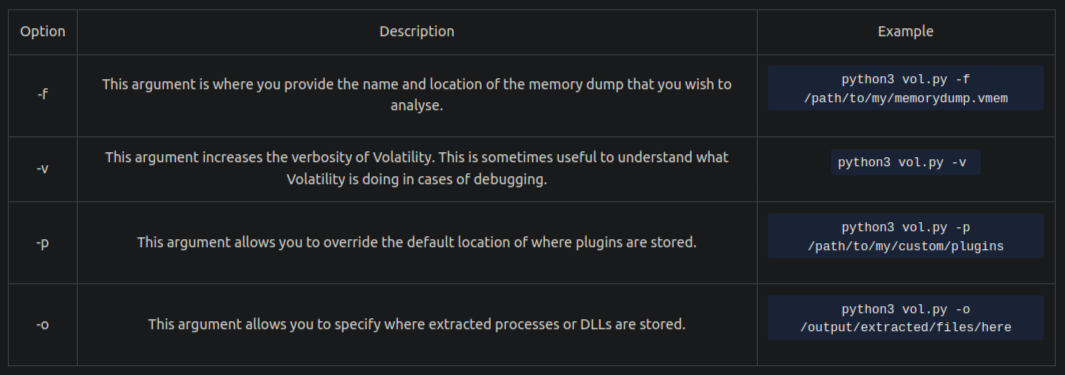 Option Description Example
This argument is where you provide the name and location of the memory dump that you wish to
analyse.
-f
python3 vol.py -f
/path/to/my/memorydump.vmem
This argument increases the verbosity of Volatility. This is sometimes useful to understand what
Volatility is doing in cases of debugging.
-v
python3 vol.py -v
-p
This argument allows you to override the default location of where plugins are stored.
python3 vol.py -p
/path/to/my/custom/plugins
-o
This argument allows you to specify where extracted processes or DLLs are stored.
python3 vol.py -o
/output/extracted/files/here